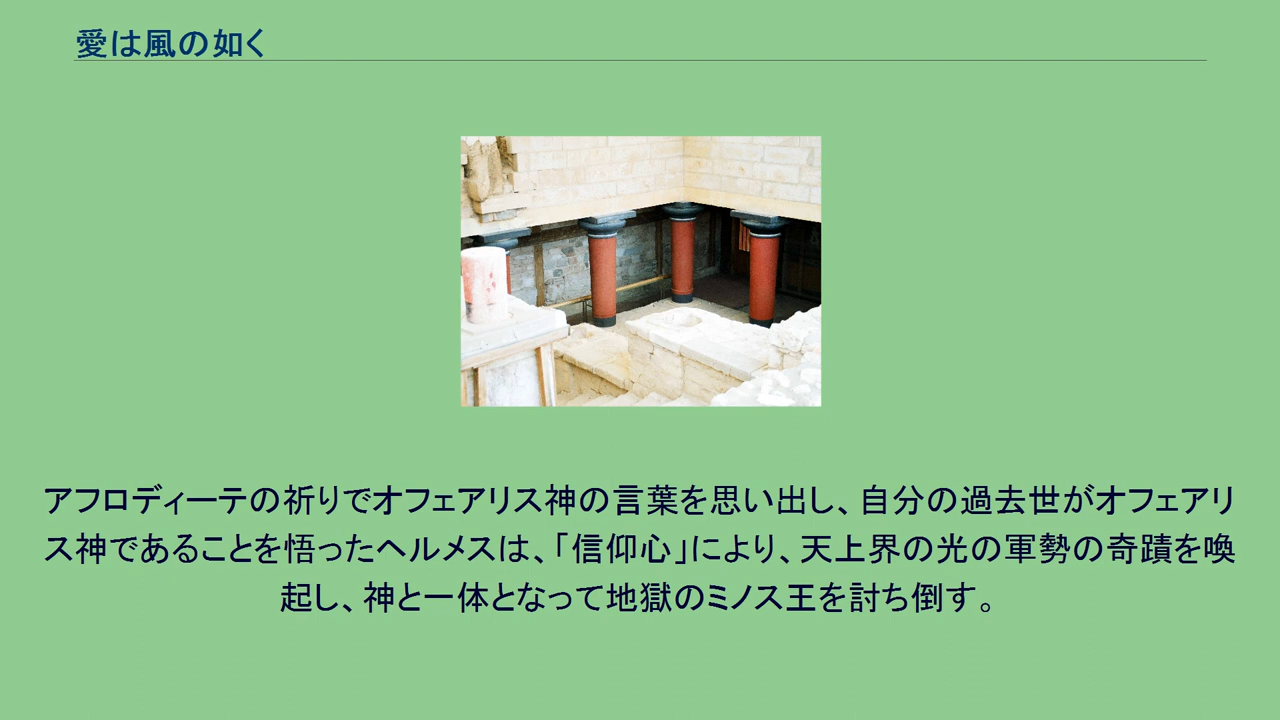 愛は風の如く
アフロディーテの祈りでオフェアリス神の言葉を思い出し、自分の過去世がオフェアリ
ス神であることを悟ったヘルメスは、「信仰心」により、天上界の光の軍勢の奇蹟を喚
起し、神と一体となって地獄のミノス王を討ち倒す。